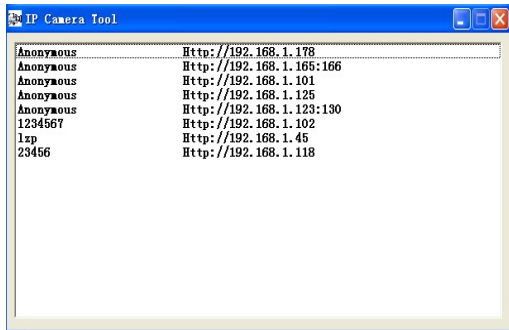 IP Camera Tool
Anonymous Http://192.168.1.178
Anonymous Http://192.168.1.165:166
Anonymous Http://192.168.1.101
Anonymous Http://192.168.1.125
Anonymous Http://192.168.1.123:130
1234567 Http://192.168.1.102
lzp Http://192.168.1.45
23456 Http://192.168.1.118